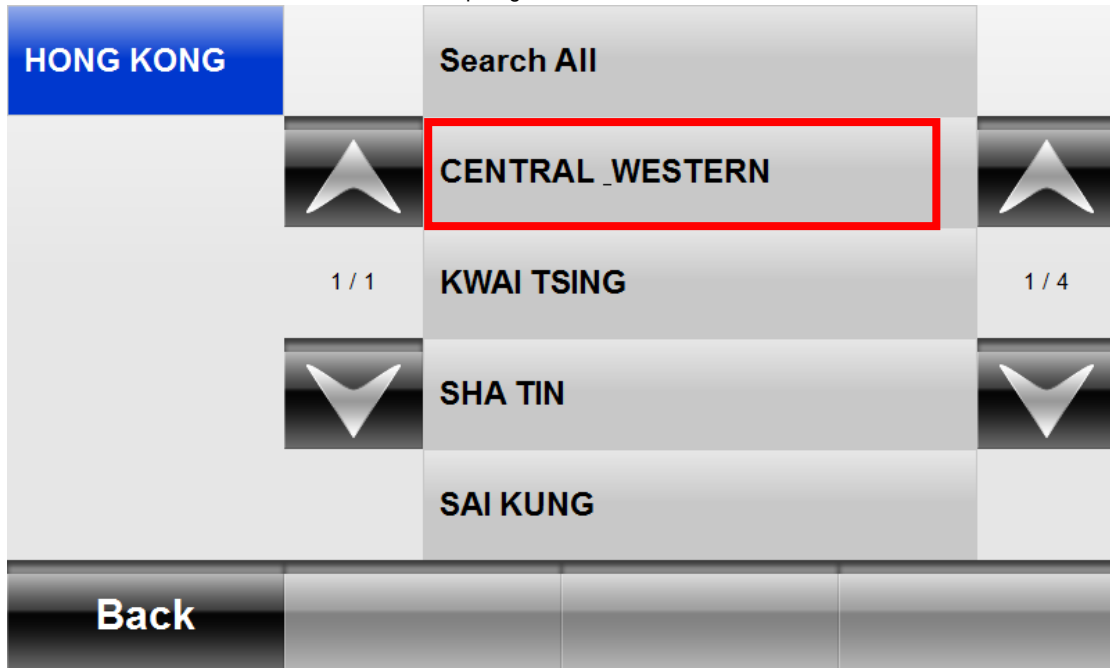 HONG KONG
Search All
CENTRAL _WESTERN
1 / 1
KWAI TSING
1 / 4
SHA TIN
SAI KUNG
Back